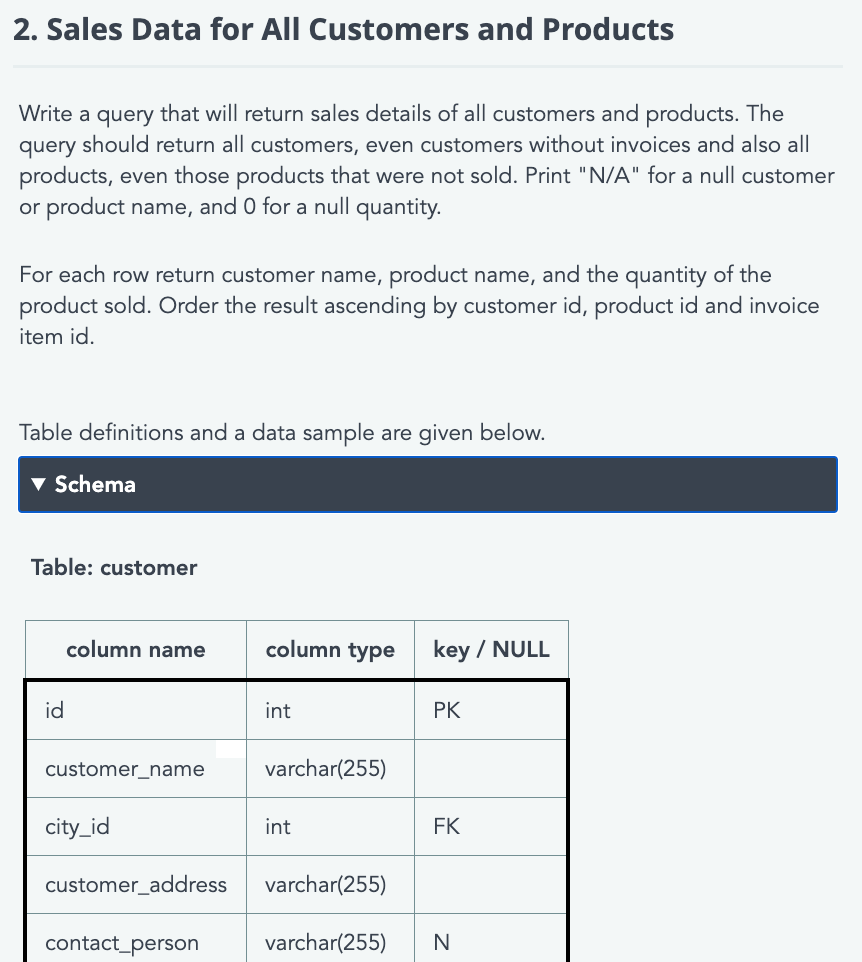 2. Sales Data for All Customers and Products
Write a query that will return sales details of all customers and products. The
query should return all customers, even customers without invoices and also all
products, even those products that were not sold. Print "N/A" for a null customer
or product name, and 0 for a null quantity.
For each row return customer name, product name, and the quantity of the
product sold. Order the result ascending by customer id, product id and invoice
item id.
Table definitions and a data sample are given below.
▼ Schema
Table: customer
column name column type key / NULL
id int PK
customer_name varchar(255)
city_id int FK
customer_address varchar(255)
contact_person varchar(255) N